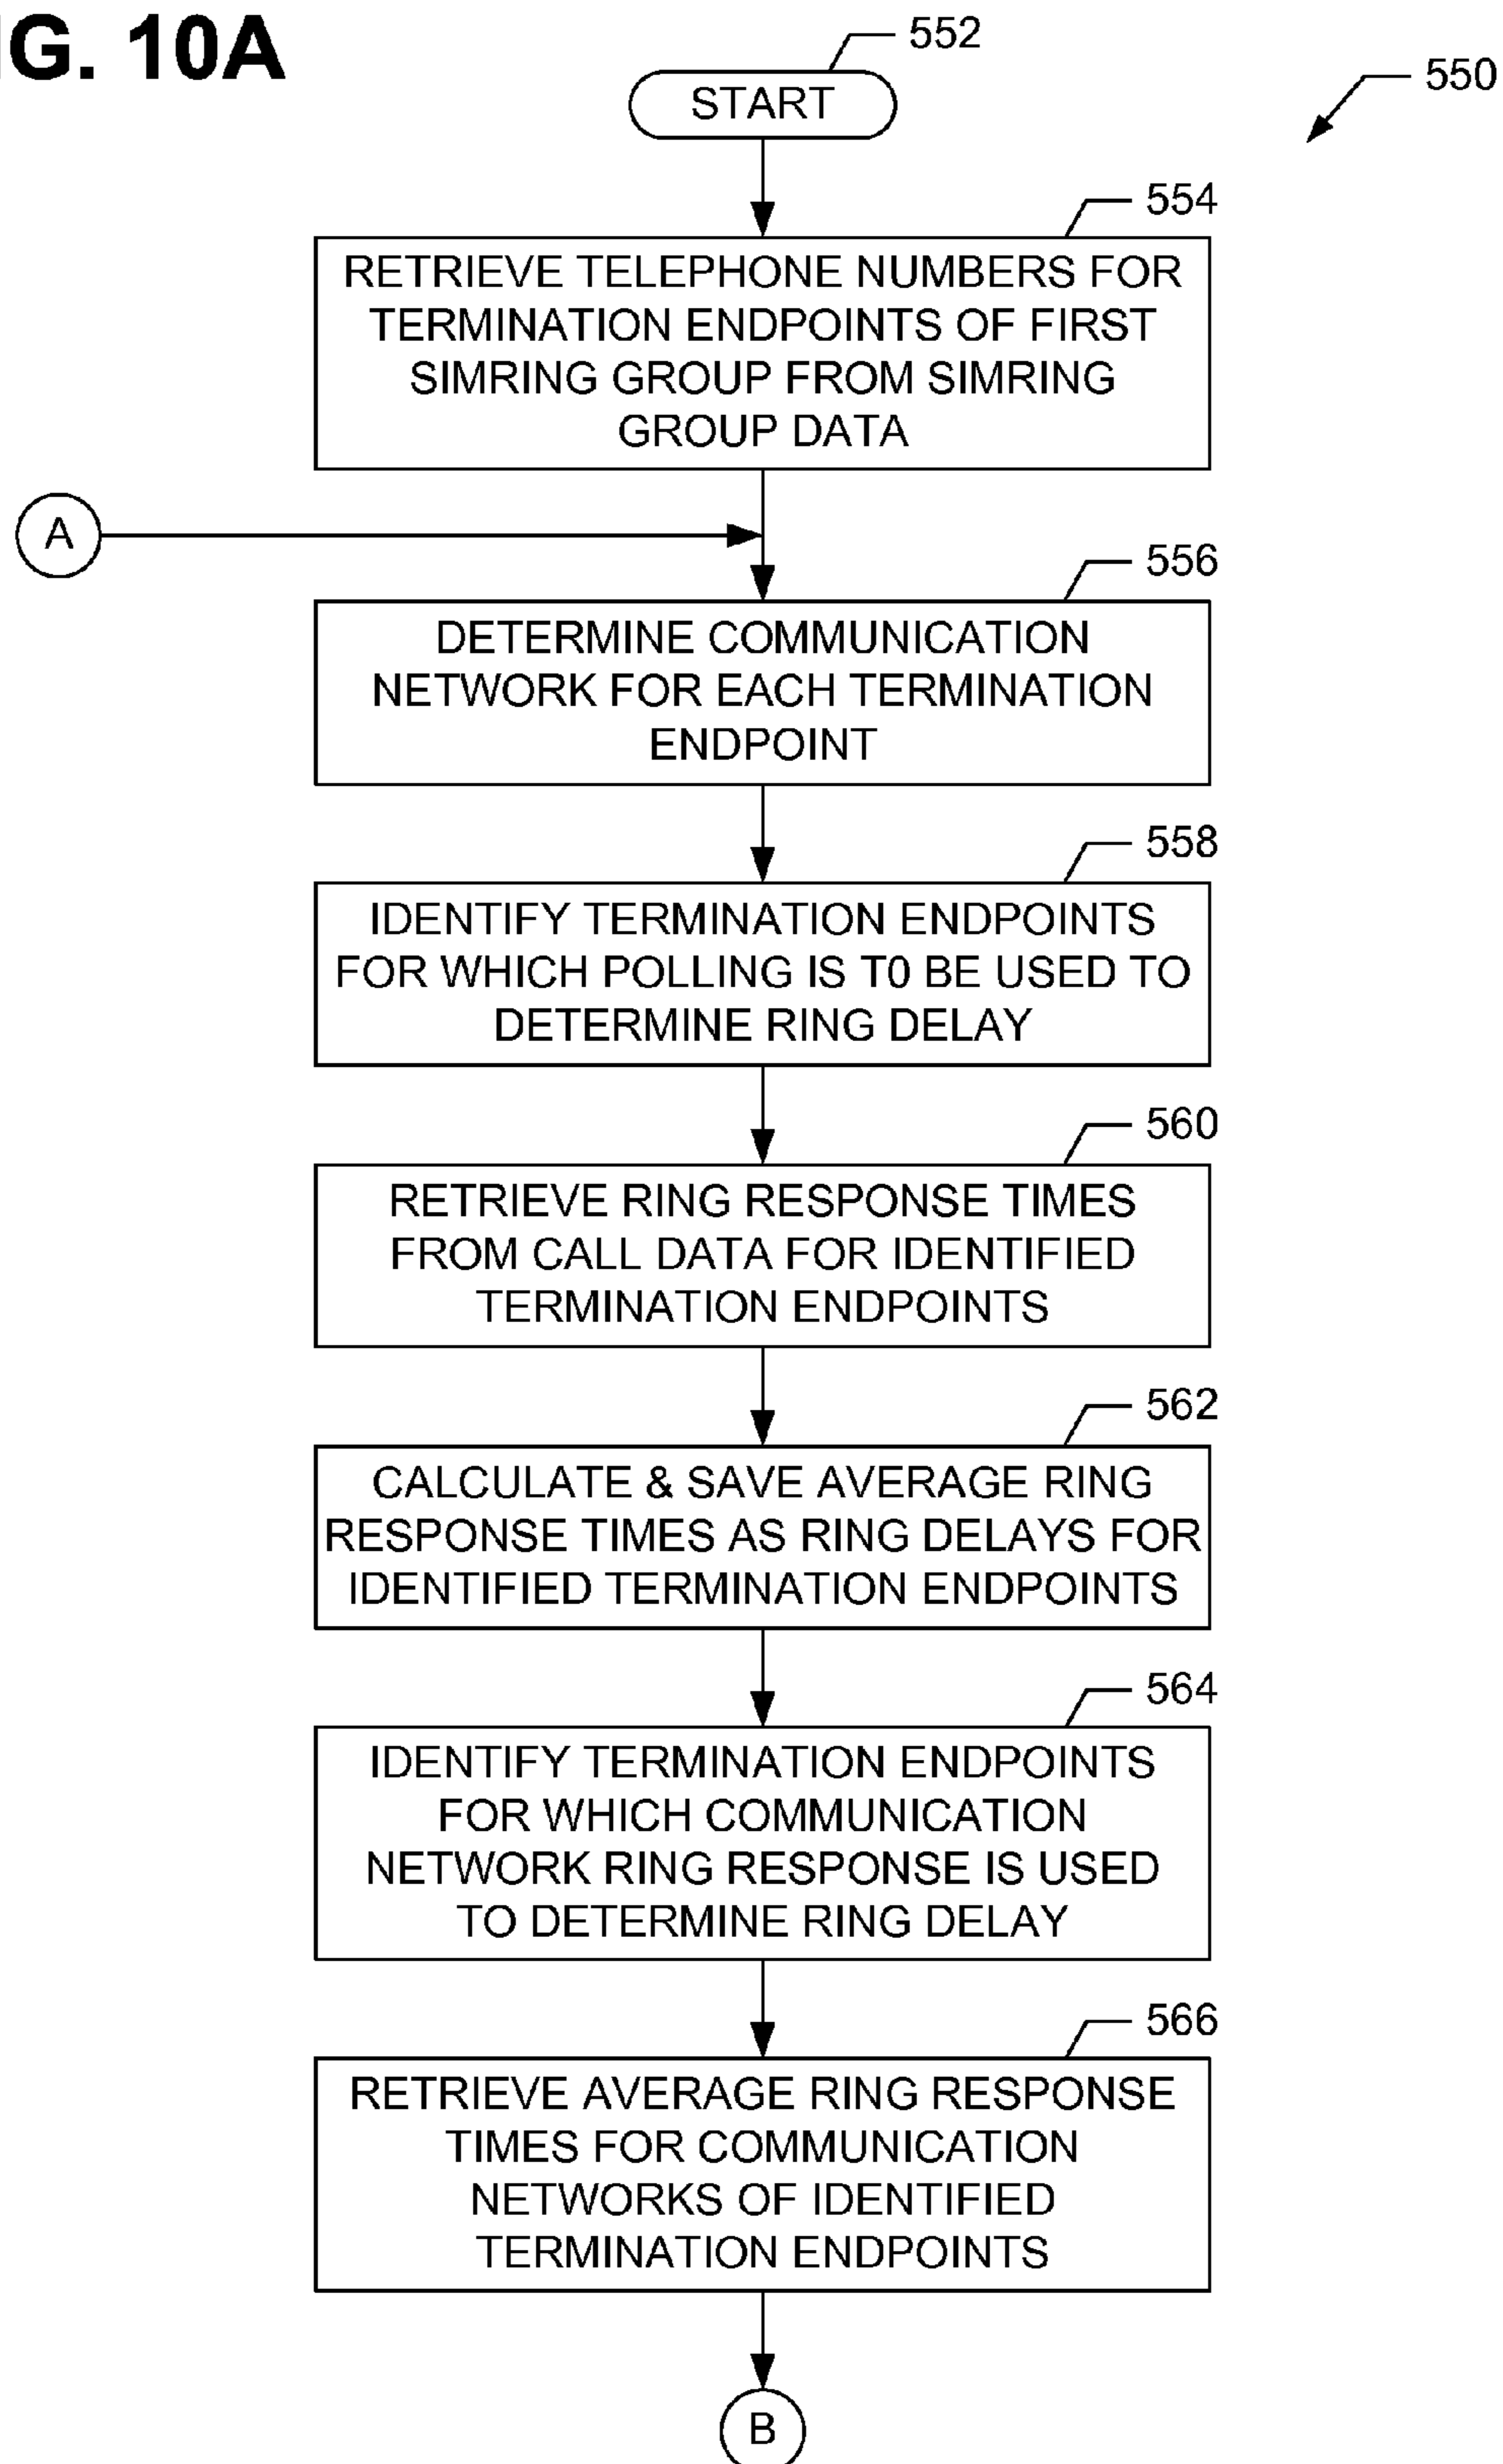 G. 10A
552
START
550
554
RETRIEVE TELEPHONE NUMBERS FOR
TERMINATION ENDPOINTS OF FIRST
SIMRING GROUP FROM SIMRING
GROUP DATA
A
556
DETERMINE COMMUNICATION
NETWORK FOR EACH TERMINATION
ENDPOINT
558
IDENTIFY TERMINATION ENDPOINTS
FOR WHICH POLLING IS T0 BE USED TO
DETERMINE RING DELAY
560
RETRIEVE RING RESPONSE TIMES
FROM CALL DATA FOR IDENTIFIED
TERMINATION ENDPOINTS
562
CALCULATE & SAVE AVERAGE RING
RESPONSE TIMES AS RING DELAYS FOR
IDENTIFIED TERMINATION ENDPOINTS
564
IDENTIFY TERMINATION ENDPOINTS
FOR WHICH COMMUNICATION
NETWORK RING RESPONSE IS USED
TO DETERMINE RING DELAY
566
RETRIEVE AVERAGE RING RESPONSE
TIMES FOR COMMUNICATION
NETWORKS OF IDENTIFIED
TERMINATION ENDPOINTS
B